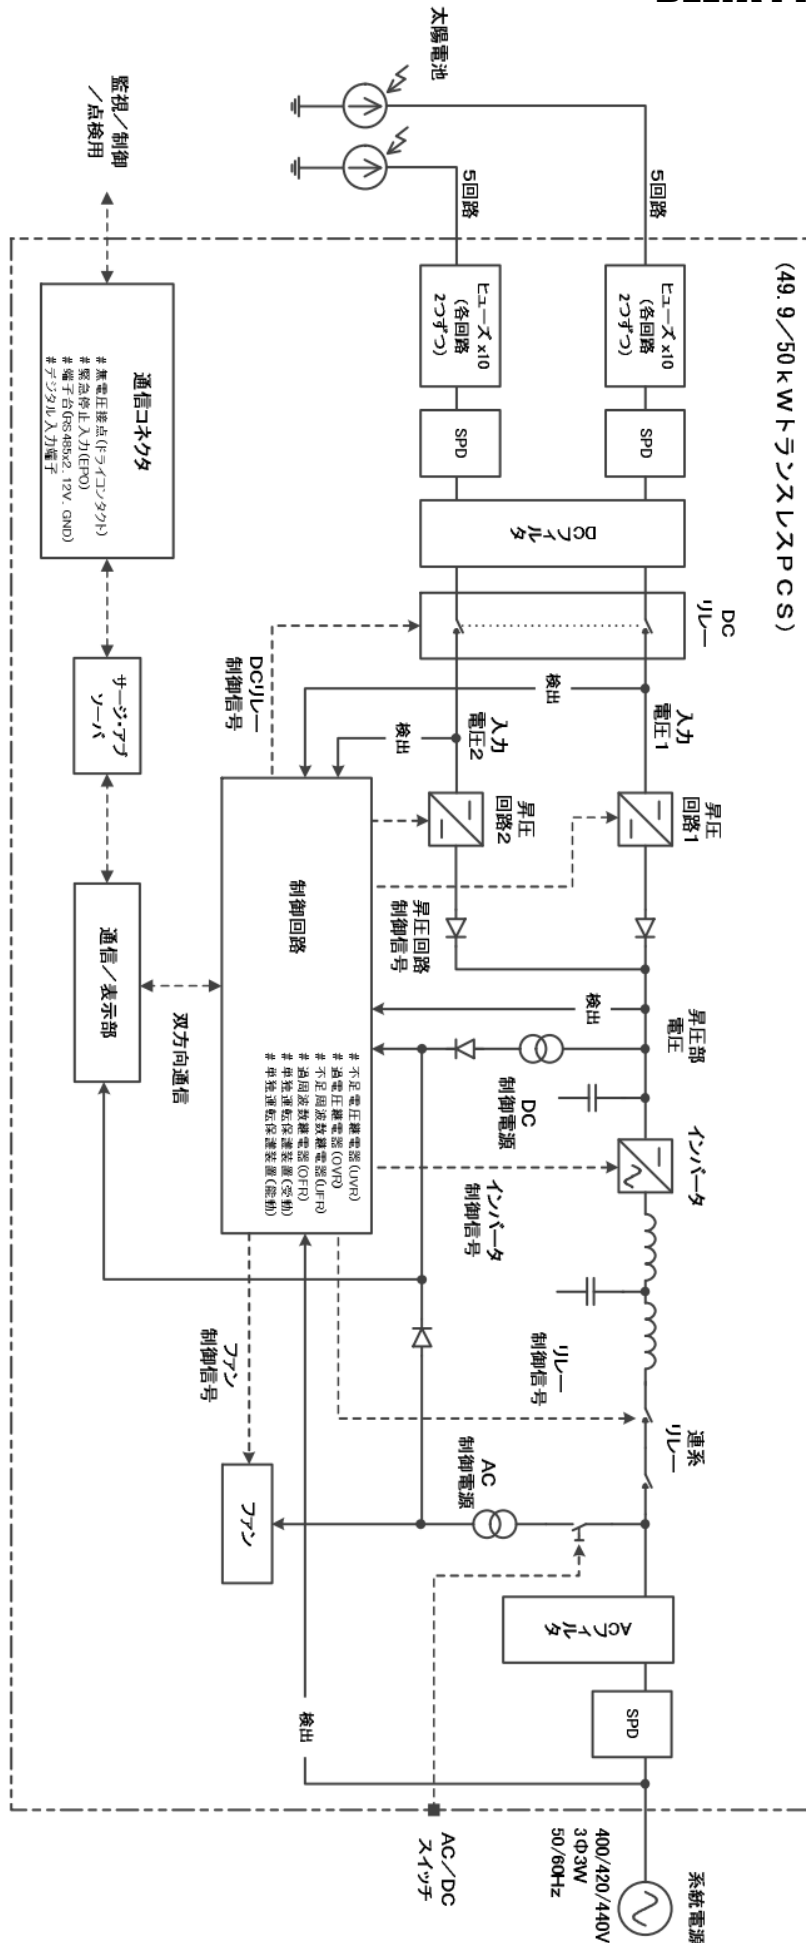 (49.9／50kWトランスレスPCS)
太陽電池
5回路
5回路
監視／制御
／点検用
ヒューズ x10
(各回路
2つずつ)
ヒューズ x10
(各回路
2つずつ)
SPD
SPD
DCフィルタ
DC
リレー
入力
電圧1
検出
入力
電圧2
検出
DCリレー
制御信号
昇圧
回路1
昇圧
回路2
昇圧回路
制御信号
昇圧部
電圧
検出
DC
制御電源
インバータ
インバータ
制御信号
リレー
制御信号
連系
リレー
AC
制御電源
ACフィル
タ
SPD
検出
系統電源
400/420/440V
3Φ3W
50/60Hz
AC／DC
スイッチ
制御回路
# 不足電圧継電器(UVR)
# 過電圧継電器(OVR)
# 不足周波数継電器(UFR)
# 過周波数継電器(OFR)
# 単独運転保護装置(受動)
# 単独運転保護装置(能動)
ファン
制御信号
ファン
双方向通信
通信コネクタ
# 無電圧接点(ドライコンタクト)
# 緊急停止入力(EPO)
# 端子台(RS485x2. 12V. GND)
# デジタル入力端子
サージ・アブ
ソーバ
通信／表示部